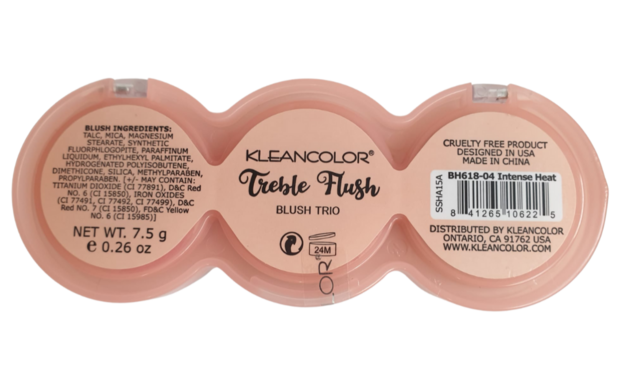 BLUSH INGREDIENTS:
TALC, MICA, MAGNESIUM
STEARATE, SYNTHETIC
FLUORPHLOGOPITE, PARAFFINUM
LIQUIDUM, ETHYLHEXYL PALMITATE,
HYDROGENATED POLYISOBUTENE,
DIMETHICONE, SILICA, METHYLPARABEN,
PROPYLPARABEN. [+/- MAY CONTAIN:
TITANIUM DIOXIDE (CI 77891), D&C Red
NO. 6 (CI 15850), IRON OXIDES
(CI 77491, CI 77492, CI 77499), D&C
Red NO. 7 (CI 15850), FD&C Yellow
NO. 6 (CI 15985)]
NET WT. 7.5 g
e 0.26 oz
KLEANCOLOR®
Treble Flush
BLUSH TRIO
24M
OR®
CRUELTY FREE PRODUCT
DESIGNED IN USA
MADE IN CHINA
SSHA15A
BH618-04 Intense Heat
8 41265 10622 5
DISTRIBUTED BY KLEANCOLOR
ONTARIO, CA 91762 USA
WWW.KLEANCOLOR.COM